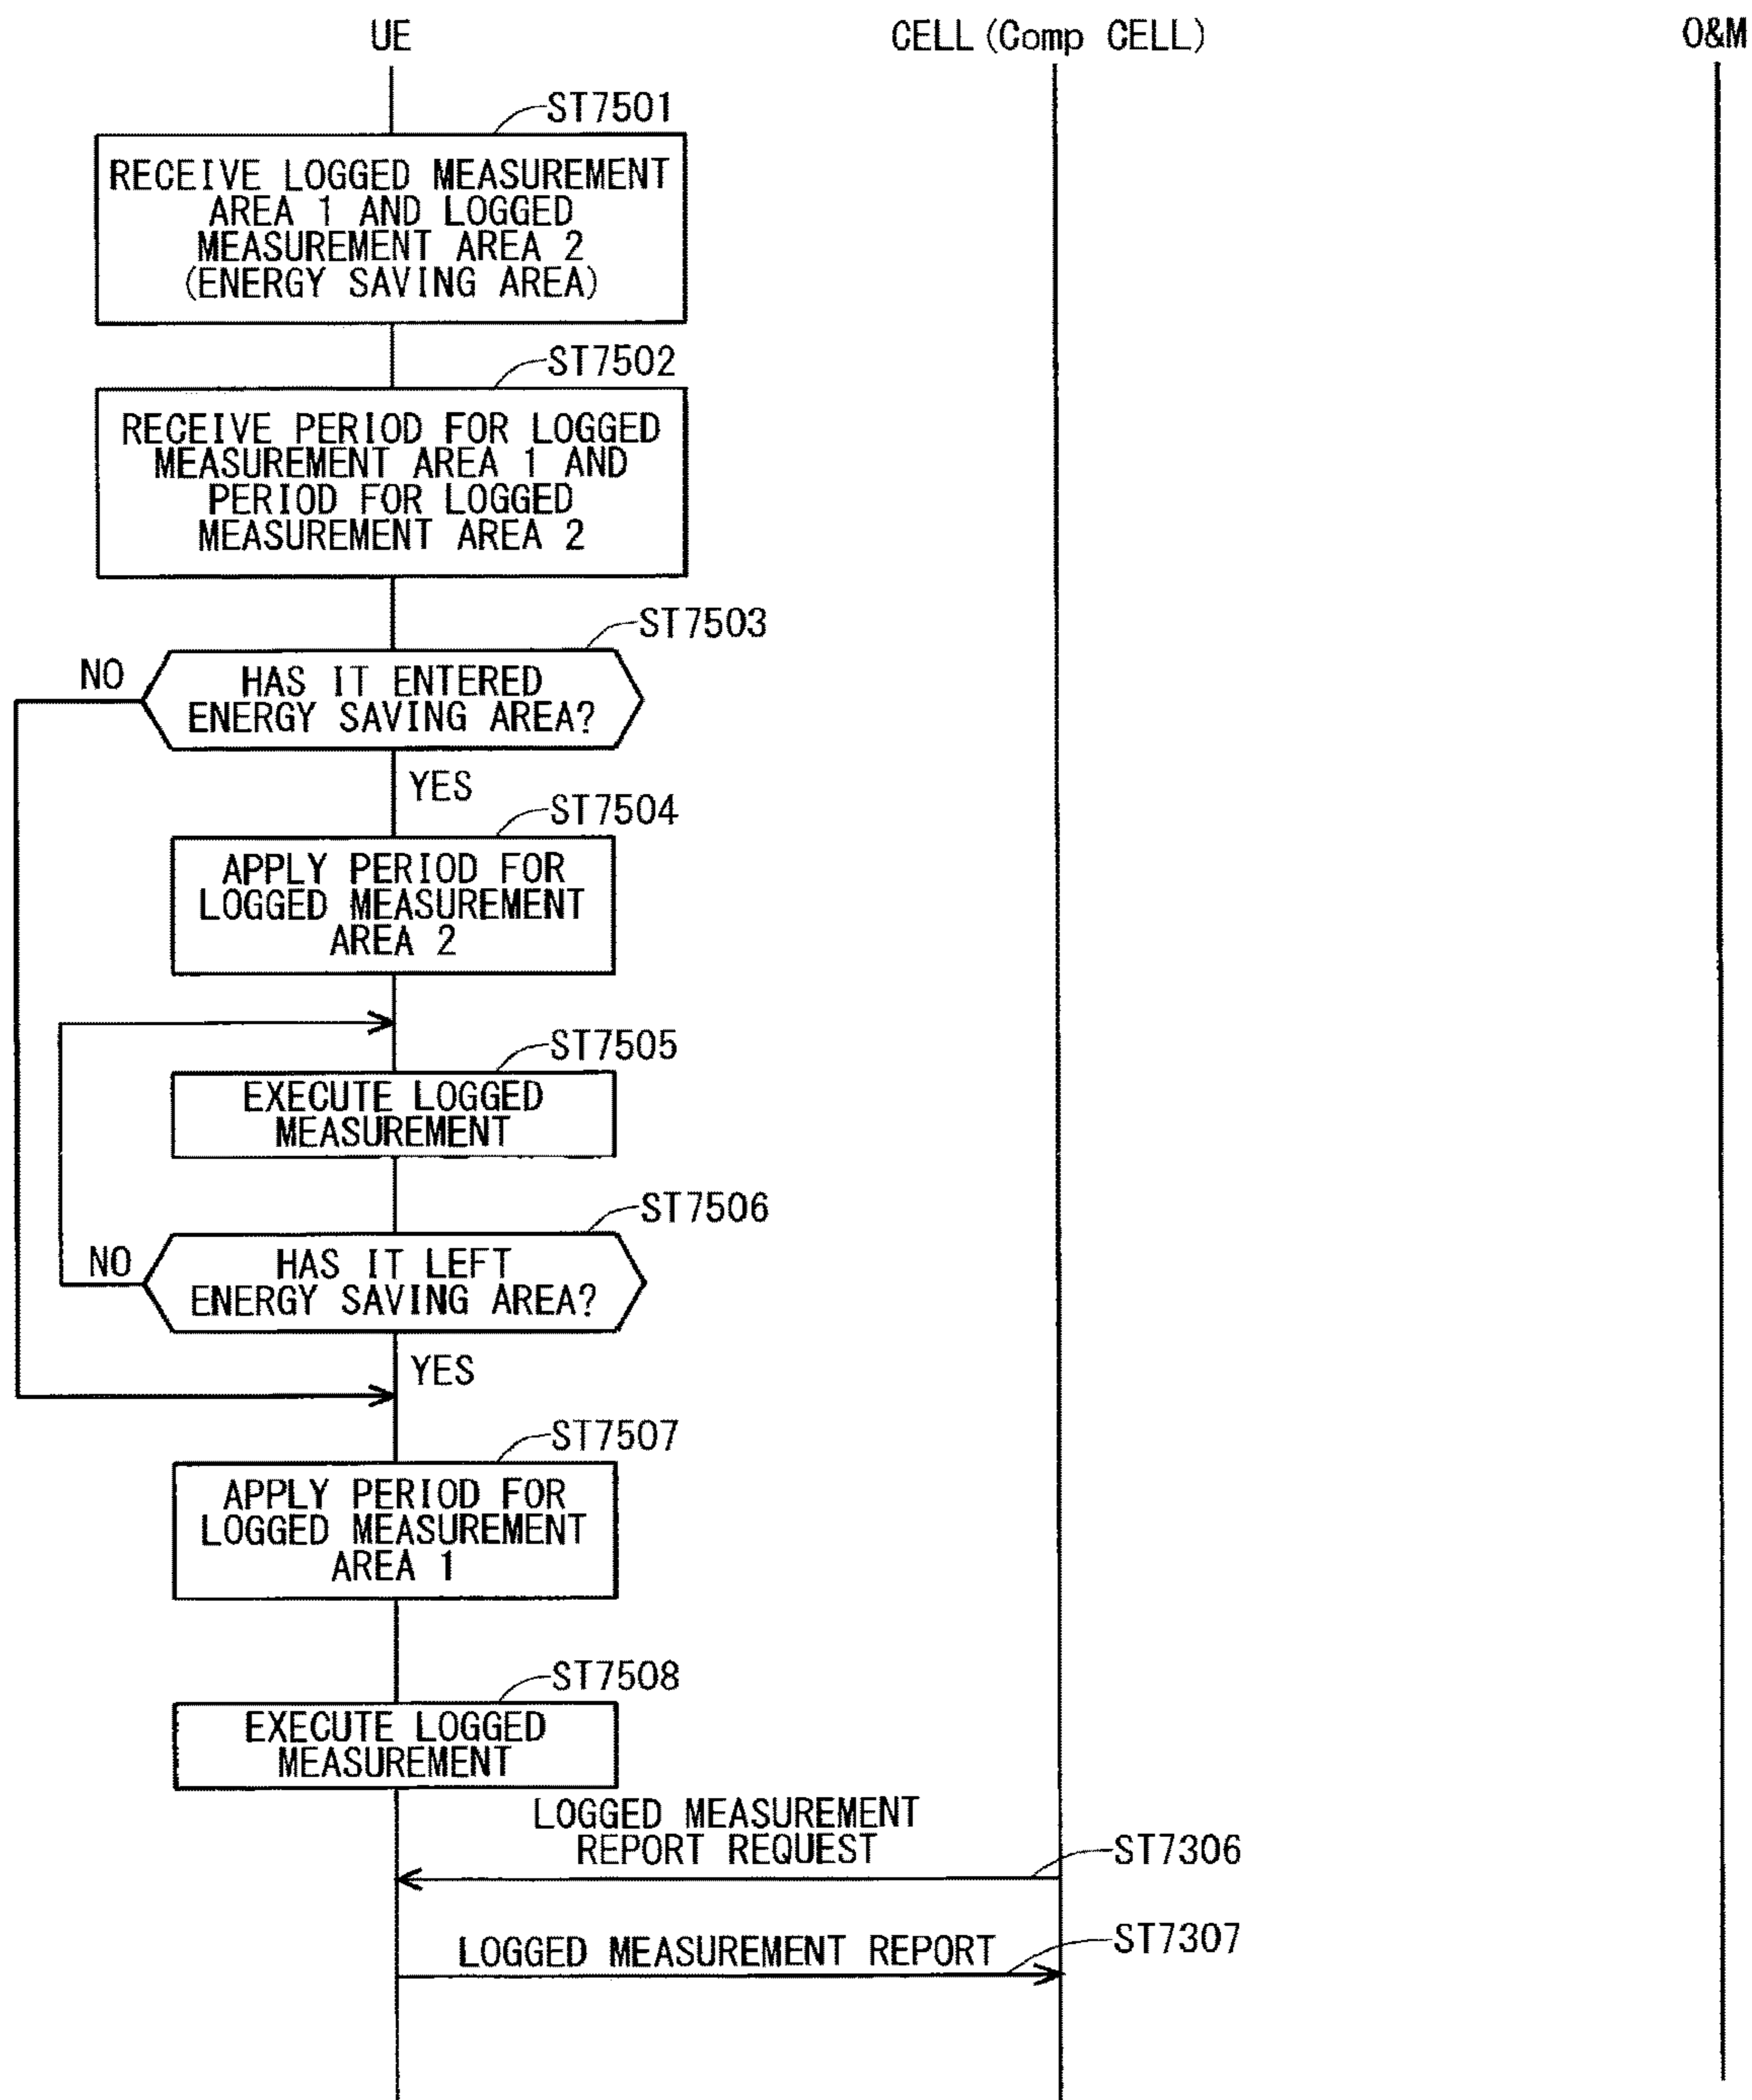 UE
CELL(Comp CELL)
O&M
ST7501
RECEIVE LOGGED MEASUREMENT
AREA 1 AND LOGGED
MEASUREMENT AREA 2
(ENERGY SAVING AREA)
ST7502
RECEIVE PERIOD FOR LOGGED
MEASUREMENT AREA 1 AND
PERIOD FOR LOGGED
MEASUREMENT AREA 2
ST7503
NO
HAS IT ENTERED
ENERGY SAVING AREA?
YES
ST7504
APPLY PERIOD FOR
LOGGED MEASUREMENT
AREA 2
ST7505
EXECUTE LOGGED
MEASUREMENT
ST7506
NO
HAS IT LEFT
ENERGY SAVING AREA?
YES
ST7507
APPLY PERIOD FOR
LOGGED MEASUREMENT
AREA 1
ST7508
EXECUTE LOGGED
MEASUREMENT
LOGGED MEASUREMENT
REPORT REQUEST
ST7306
LOGGED MEASUREMENT REPORT
ST7307